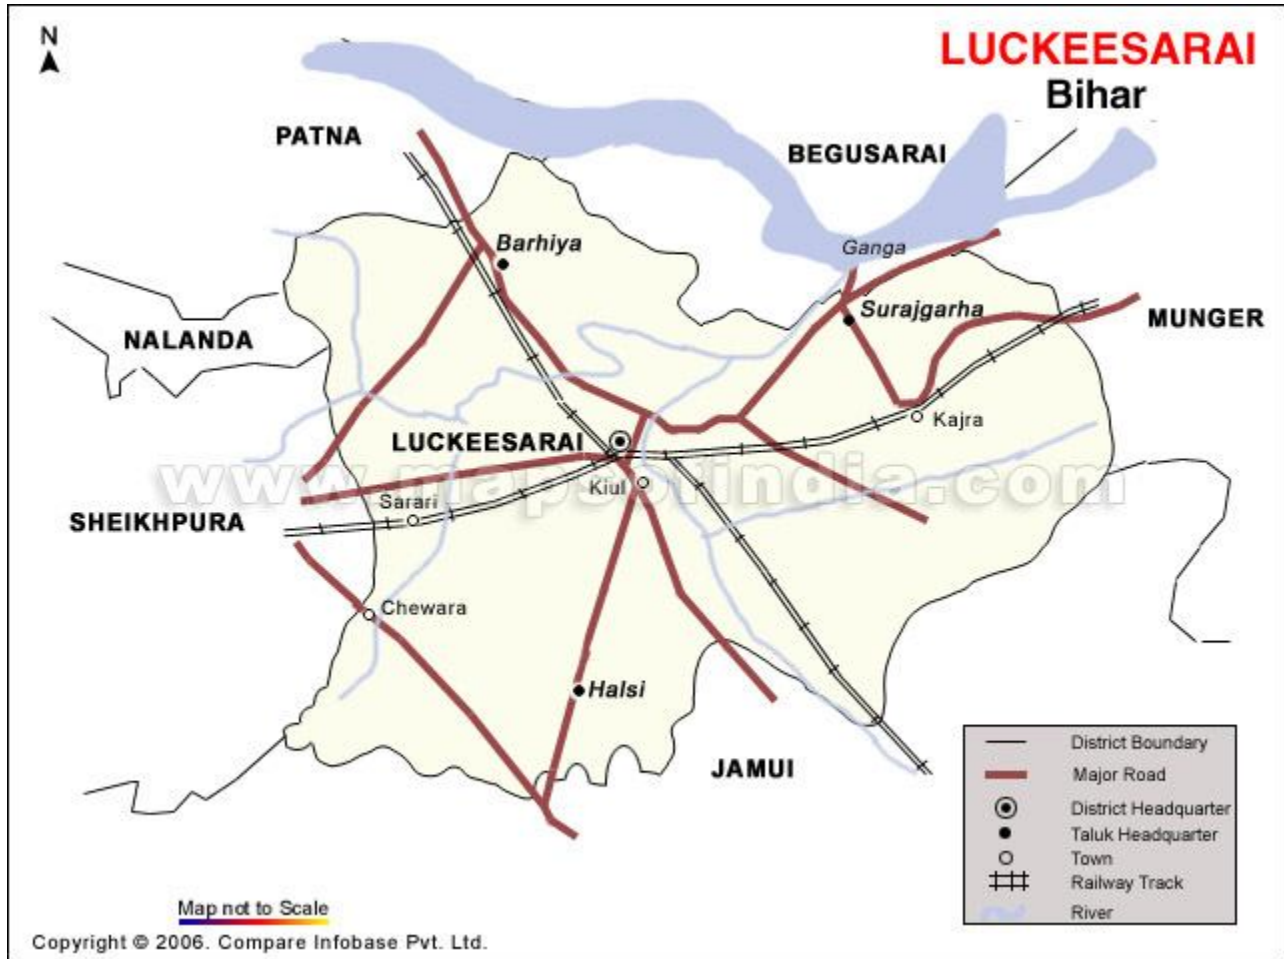 N
LUCKEESARAI
Bihar
PATNA
BEGUSARAI
Barhiya
Ganga
Surajgarha
MUNGER
NALANDA
Kajra
LUCKEESARAI
www.mapsofindia.com
Kiul
Sarari
SHEIKHPURA
Chewara
Halsi
JAMUI
District Boundary
Major Road
District Headquarter
Taluk Headquarter
Town
Railway Track
River
Map not to Scale
Copyright © 2006. Compare Infobase Pvt. Ltd.